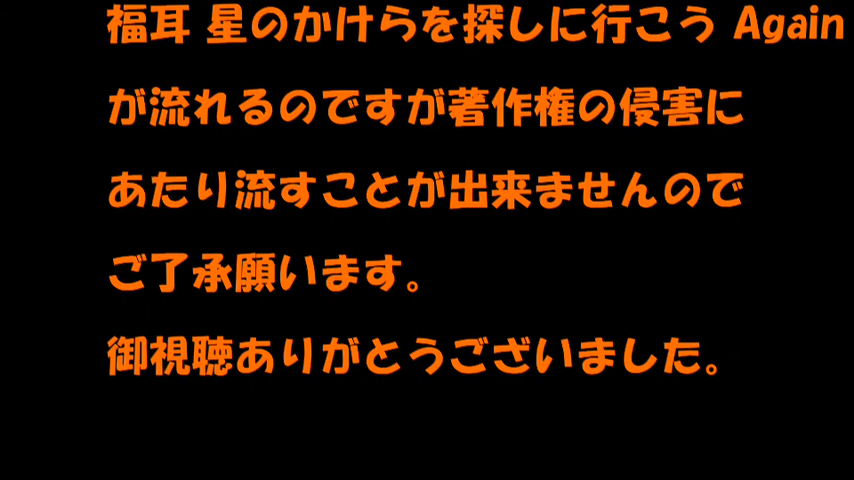 福耳 星のかけらを探しに行こう Again
が流れるのですが著作権の侵害に
あたり流すことが出来ませんので
ご了承願います。
御視聴ありがとうございました。